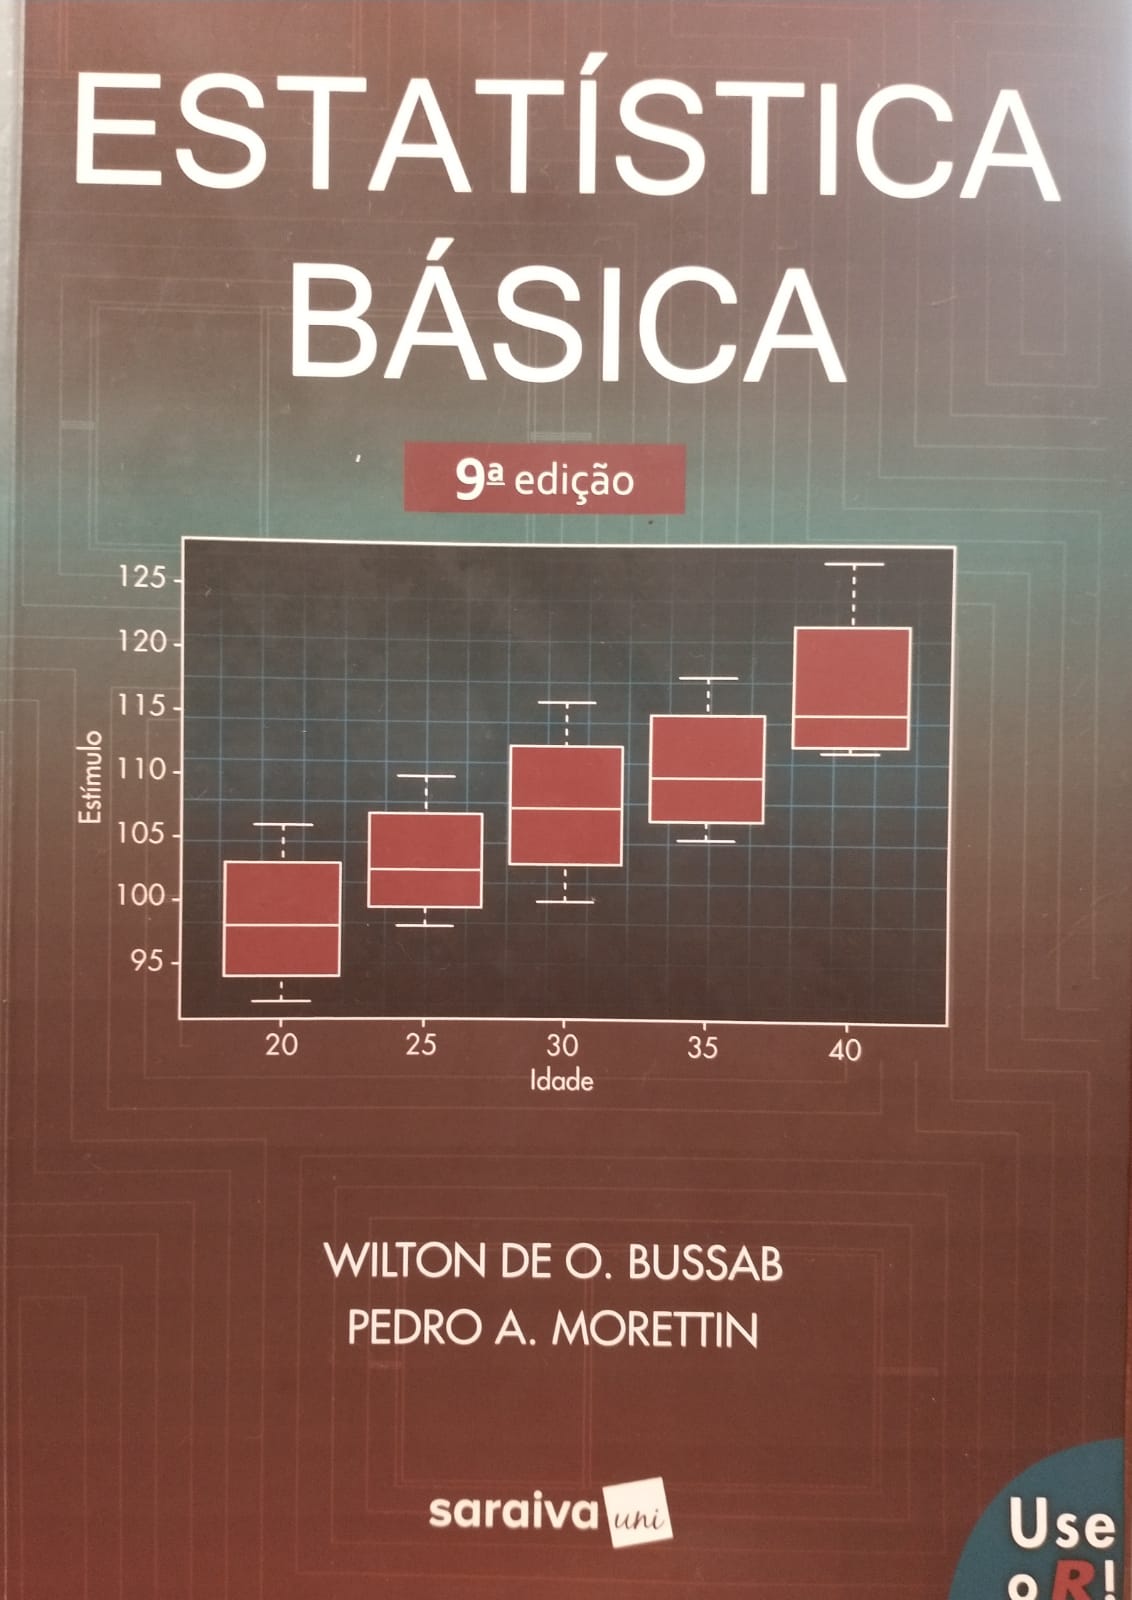 ESTATÍSTICA
BÁSICA
9ª edição
125
120
115
110
105
100
95
Estímulo
20 25 30 35 40
Idade
WILTON DE O. BUSSAB
PEDRO A. MORETTIN
saraiva uni
Use
o R!